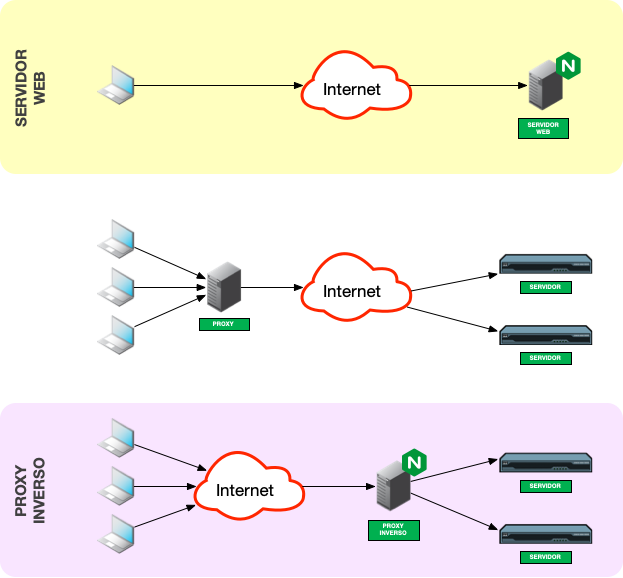 SERVIDOR
WEB
Internet
N
SERVIDOR
WEB
PROXY
Internet
SERVIDOR
SERVIDOR
PROXY
INVERSO
Internet
N
PROXY
INVERSO
SERVIDOR
SERVIDOR